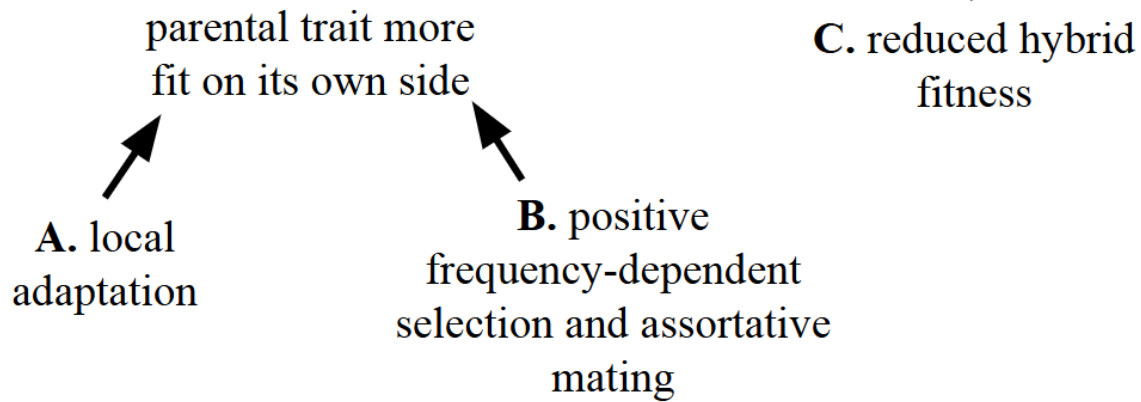 parental trait more
fit on its own side
C. reduced hybrid
fitness
A. local
adaptation
B. positive
frequency-dependent
selection and assortative
mating